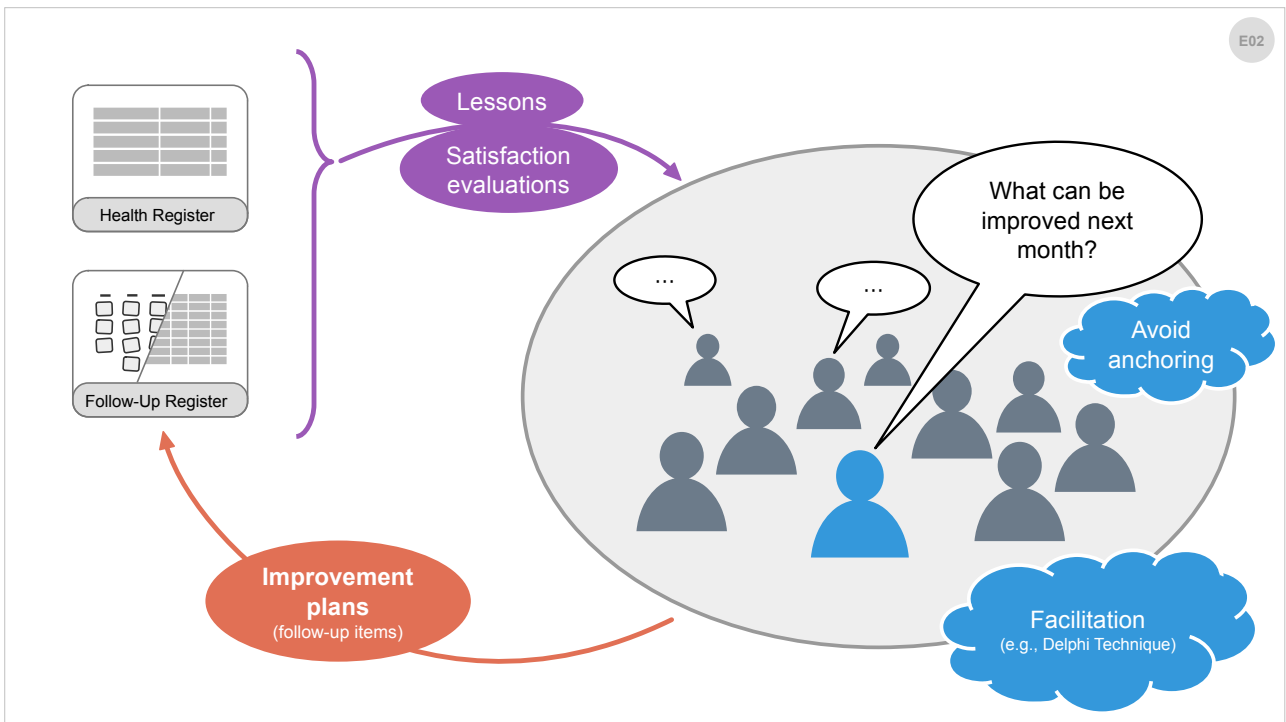 E02
Health Register
Follow-Up Register
Lessons
Satisfaction
evaluations
What can be
improved next
month?
...
...
Avoid
anchoring
Improvement
plans
(follow-up items)
Facilitation
(e.g., Delphi Technique)